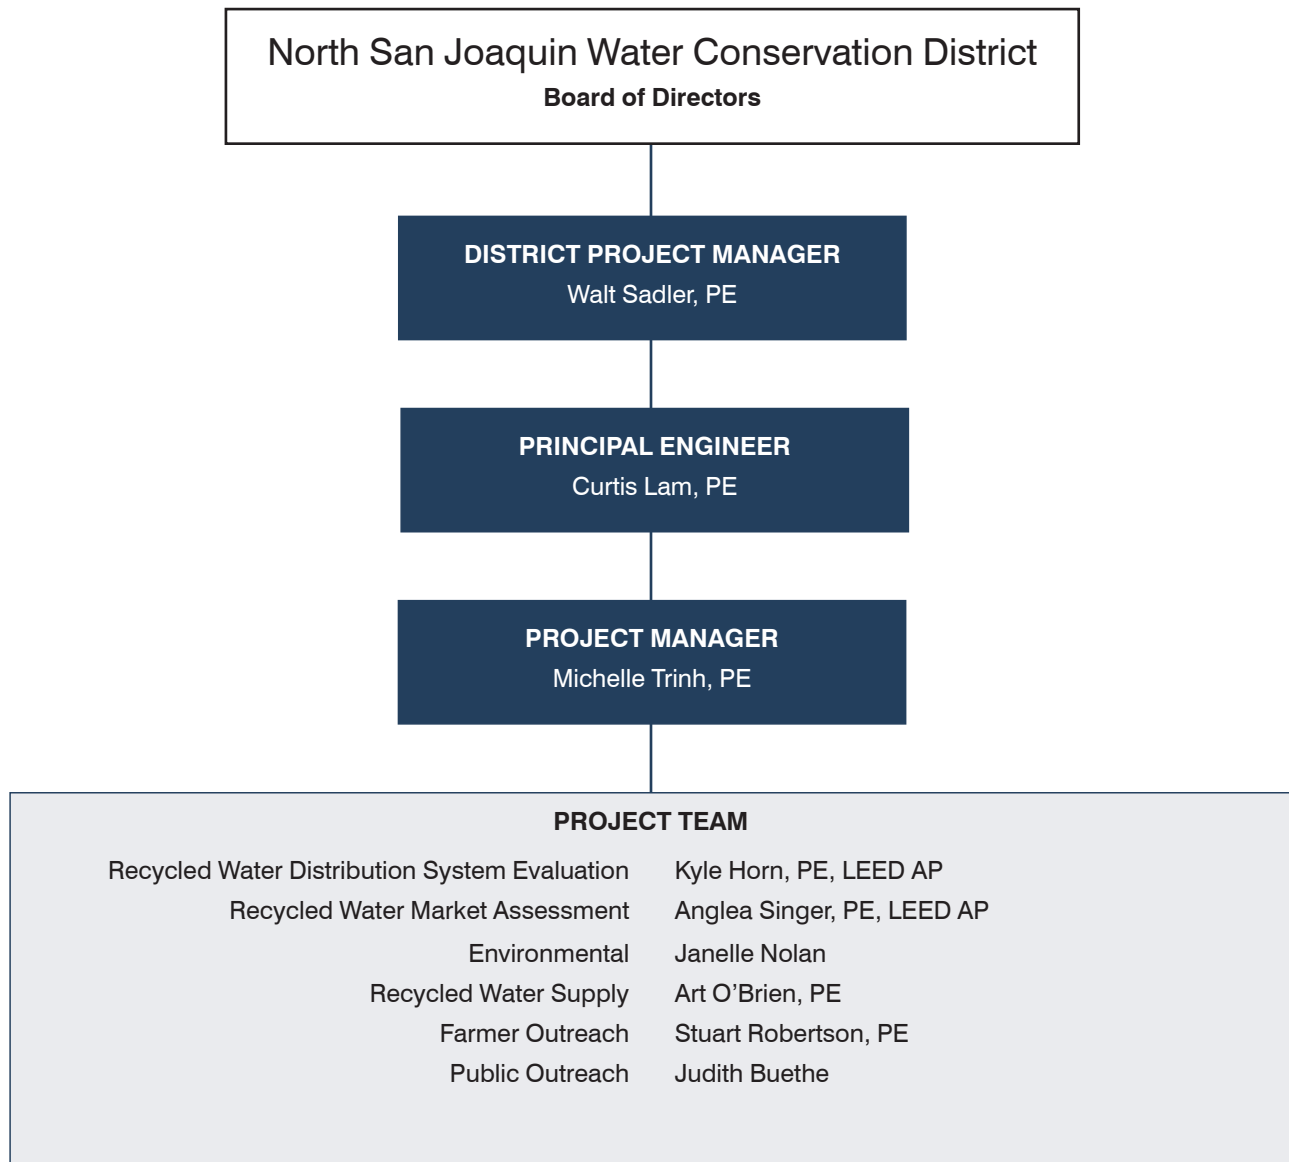 North San Joaquin Water Conservation District
Board of Directors
DISTRICT PROJECT MANAGER
Walt Sadler, PE
PRINCIPAL ENGINEER
Curtis Lam, PE
PROJECT MANAGER
Michelle Trinh, PE
PROJECT TEAM
Recycled Water Distribution System Evaluation Kyle Horn, PE, LEED AP
Recycled Water Market Assessment Anglea Singer, PE, LEED AP
Environmental Janelle Nolan
Recycled Water Supply Art O’Brien, PE
Farmer Outreach Stuart Robertson, PE
Public Outreach Judith Buethe